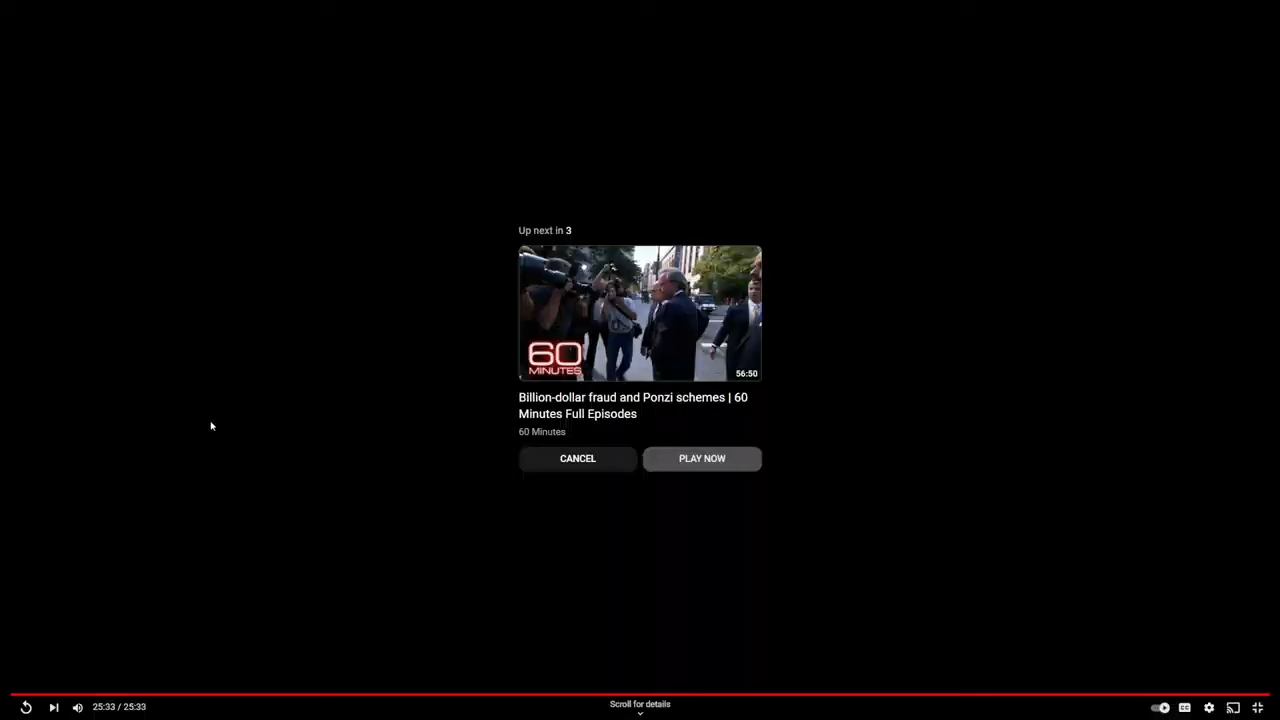 Up next in 3
60
MINUTES
56:50
Billion-dollar fraud and Ponzi schemes | 60
Minutes Full Episodes
60 Minutes
CANCEL
PLAY NOW
25:33 / 25:33
Scroll for details
CC